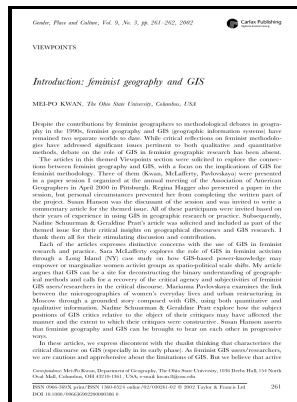 Gender, Place and Culture, Vol. 9, No. 3, pp. 261–262, 2002
Carfax Publishing
VIEWPOINTS
Introduction: feminist geography and GIS
MEI-PO KWAN, The Ohio State University, Columbus, USA
Despite the contributions by feminist geographers to methodological debates in geogra-
phy in the 1990s, feminist geography and GIS (geographic information systems) have
remained two separate worlds to date. While critical reflections on feminist methodolo-
gies have addressed significant issues pertinent to both qualitative and quantitative
methods, debate on the role of GIS in feminist geographic research has been absent.
The articles in this themed Viewpoints section were solicited to explore the connec-
tions between feminist geography and GIS, with a focus on the implications of GIS for
feminist methodology. Three of them (Kwan, McLafferty, Pavlovskaya) were presented
in a paper session I organized at the annual meeting of the Association of American
Geographers in April 2000 in Pittsburgh. Regina Hagger also presented a paper in the
session, but personal circumstances prevented her from completing the written part of
the project. Susan Hanson was the discussant of the session and was invited to write a
commentary article for the themed issue. All of these participants were invited based on
their years of experience in using GIS in geographic research or practice. Subsequently,
Nadine Schuurman & Geraldine Pratt's article was solicited and included as part of the
themed issue for their critical insights on geographical discourses and GIS research. I
thank them all for their stimulating discussion and contribution.
Each of the articles expresses distinctive concerns with the use of GIS in feminist
research and practice. Sara McLafferty explores the role of GIS in feminist activism
through a Long Island (NY) case study on how GIS-based power-knowledge may
empower or marginalize women activist groups as spatial-political scale shifts. My article
argues that GIS can be a site for deconstructing the binary understanding of geograph-
ical methods and calls for a recovery of the agency and subjectivities of feminist
GIS users/researchers in the critical discourse. Marianna Pavlovskaya examines the link
between the microgeographies of women's everyday lives and urban restructuring in
Moscow through a grounded story composed with GIS, using both quantitative and
qualitative information. Nadine Schuurman & Geraldine Pratt explore how the subject
positions of GIS critics relative to the object of their critiques may have affected the
manner and the extent to which their critiques were constructive. Susan Hanson asserts
that feminist geography and GIS can be brought to bear on each other in progressive
ways.
In these articles, we express discontent with the dualist thinking that characterizes the
critical discourse on GIS (especially in its early phase). As feminist GIS users/researchers,
we are cautious and apprehensive about the limitations of GIS. But we believe that active
Correspondence: Mei-Po Kwan, Department of Geography, The Ohio State University, 1036 Derby Hall, 154 North
Oval Mall, Columbus, OH 43210-1361, USA; e-mail: kwan.8@osu.edu
ISSN 0966-369X print/ISSN 1360-0524 online/02/030261-02 © 2002 Taylor & Francis Ltd
261
DOI: 10.1080/0966369022000003860